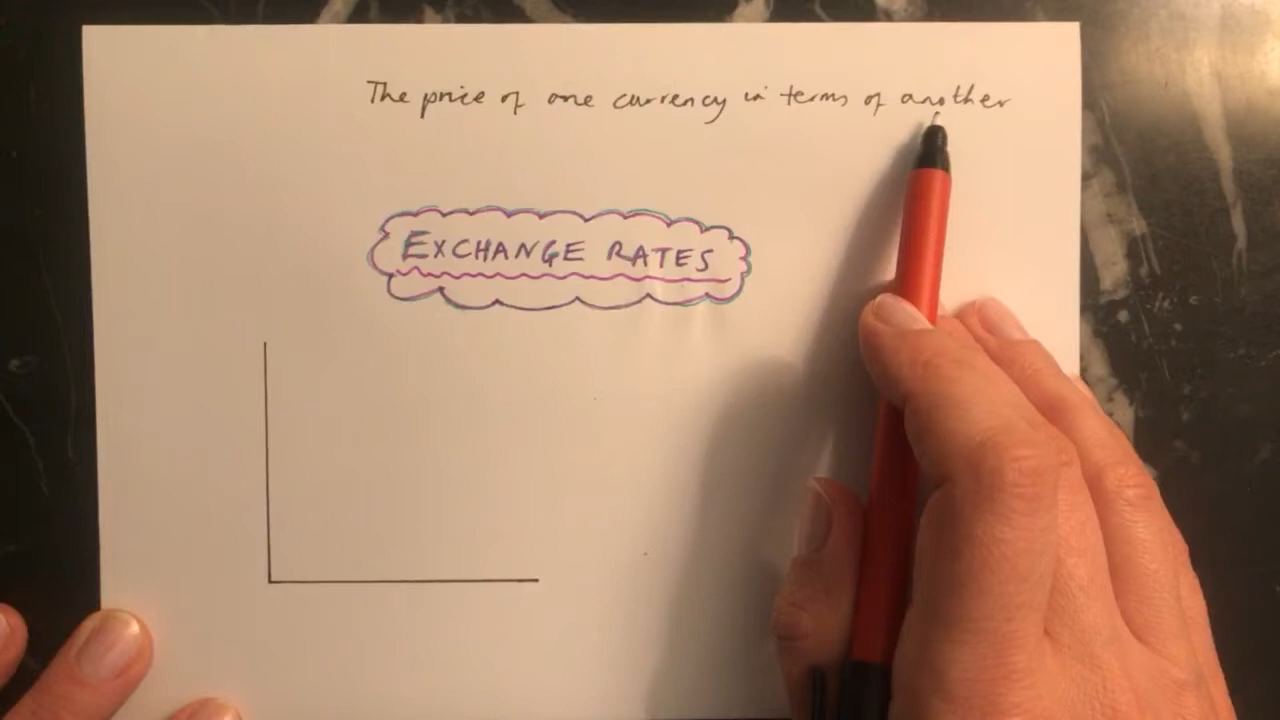 The price of one currency in terms of another
EXCHANGE RATES